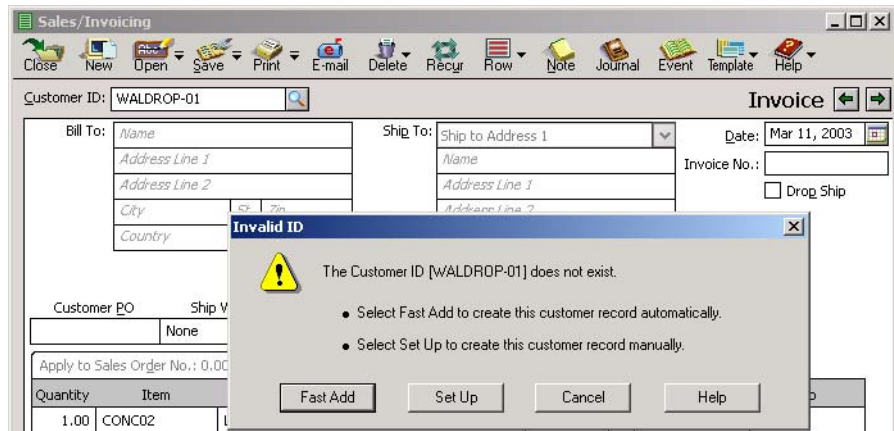 Sales/Invoicing
Close New Open Save Print E-mail Delete Recur Row Note Journal Event Template Help
Customer ID: WALDROP-01
Invoice
Bill To: Name
Address Line 1
Address Line 2
City St Zip
Country
Ship To: Ship to Address 1
Name
Address Line 1
Address Line 2
Date: Mar 11, 2003
Invoice No.:
Drop Ship
Invalid ID
The Customer ID [WALDROP-01] does not exist.
• Select Fast Add to create this customer record automatically.
• Select Set Up to create this customer record manually.
Fast Add Set Up Cancel Help
Customer PO Ship V
None
Apply to Sales Order No.: 0.00
Quantity Item
1.00 CONC02